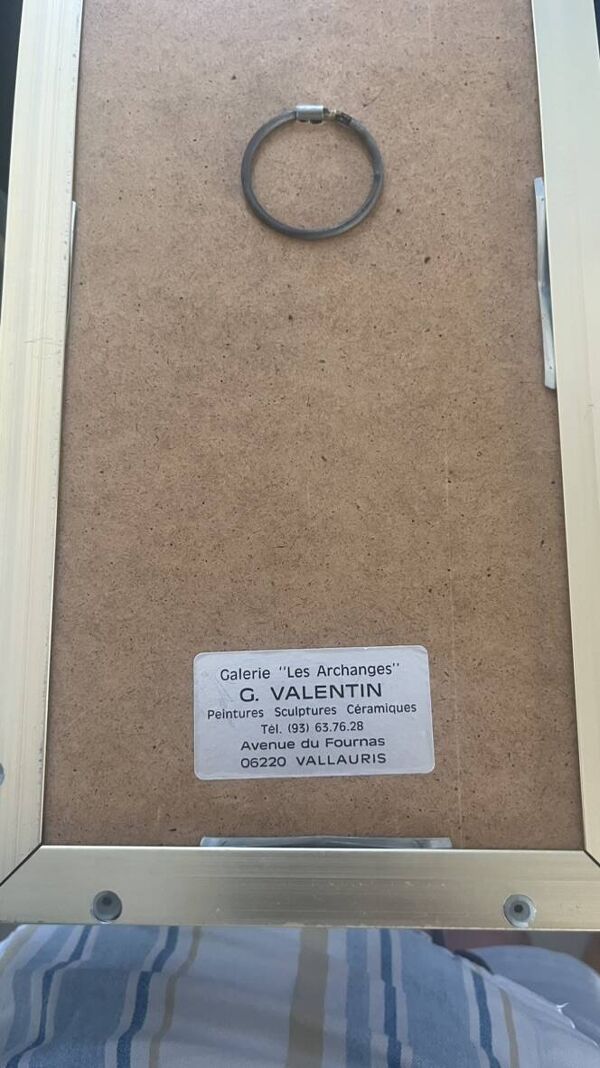 Galerie "Les Archanges"
G. VALENTIN
Peintures Sculptures Céramiques
Tél. (93) 63.76.28
Avenue du Fournas
06220 VALLAURIS